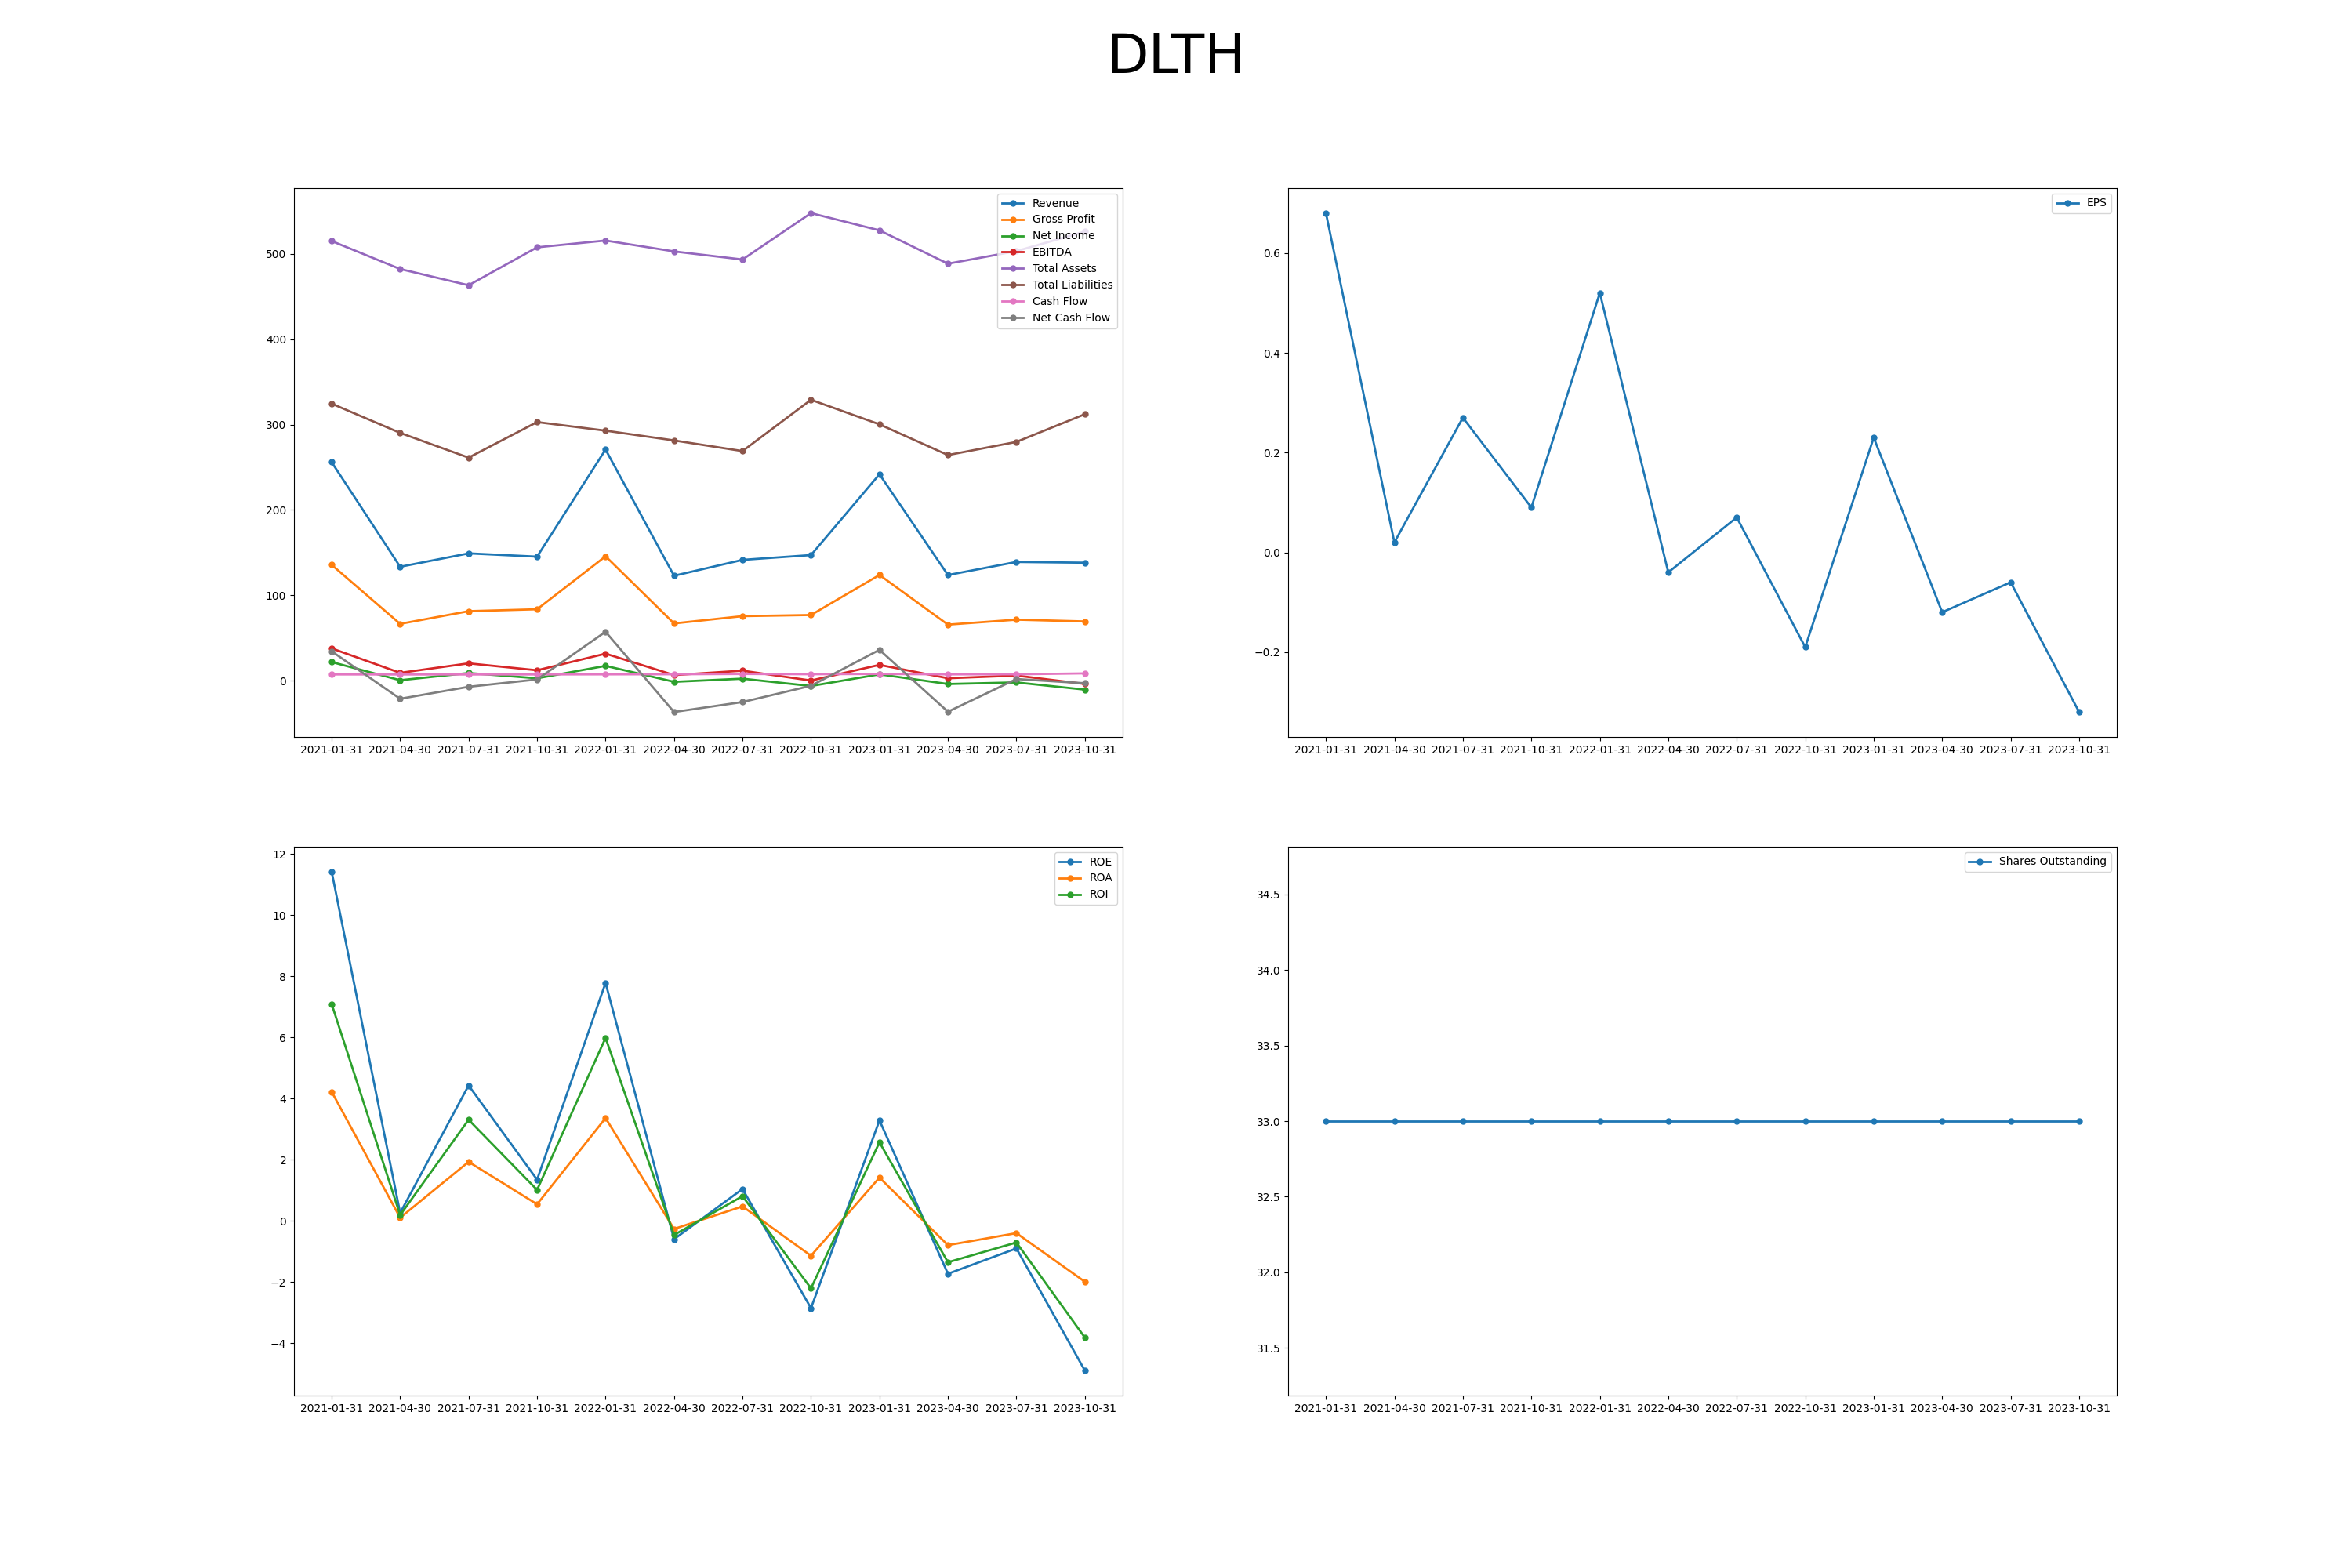 DLTH
Revenue
Gross Profit
Net Income
EBITDA
Total Assets
Total Liabilities
Cash Flow
Net Cash Flow
500
400
300
200
100
0
2021-01-31 2021-04-30 2021-07-31 2021-10-31 2022-01-31 2022-04-30 2022-07-31 2022-10-31 2023-01-31 2023-04-30 2023-07-31 2023-10-31
EPS
0.6
0.4
0.2
0.0
−0.2
2021-01-31 2021-04-30 2021-07-31 2021-10-31 2022-01-31 2022-04-30 2022-07-31 2022-10-31 2023-01-31 2023-04-30 2023-07-31 2023-10-31
ROE
ROA
ROI
12
10
8
6
4
2
0
−2
−4
2021-01-31 2021-04-30 2021-07-31 2021-10-31 2022-01-31 2022-04-30 2022-07-31 2022-10-31 2023-01-31 2023-04-30 2023-07-31 2023-10-31
Shares Outstanding
34.5
34.0
33.5
33.0
32.5
32.0
31.5
2021-01-31 2021-04-30 2021-07-31 2021-10-31 2022-01-31 2022-04-30 2022-07-31 2022-10-31 2023-01-31 2023-04-30 2023-07-31 2023-10-31